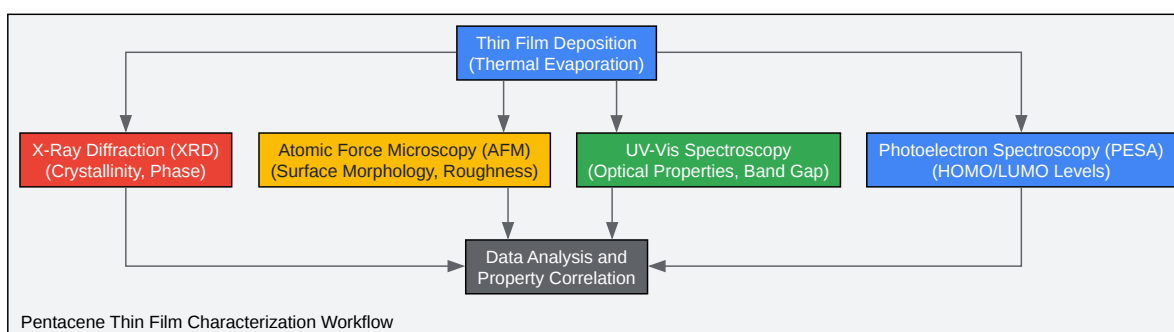 Thin Film Deposition
(Thermal Evaporation)
X-Ray Diffraction (XRD)
(Crystallinity, Phase)
Atomic Force Microscopy (AFM)
(Surface Morphology, Roughness)
UV-Vis Spectroscopy
(Optical Properties, Band Gap)
Photoelectron Spectroscopy (PESA)
(HOMO/LUMO Levels)
Data Analysis and
Property Correlation
Pentacene Thin Film Characterization Workflow